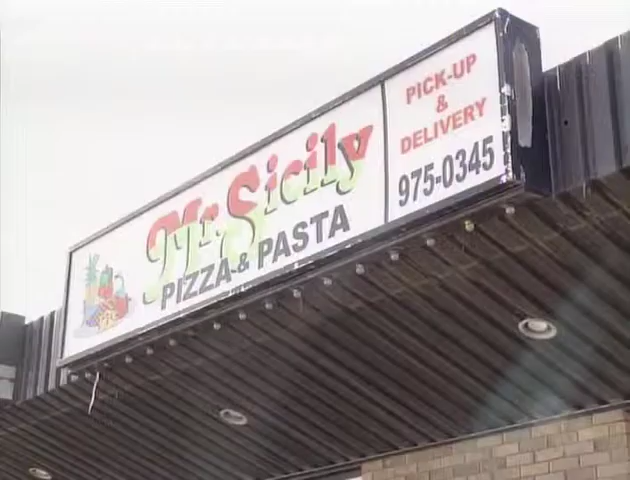 Mr. Sicily
PIZZA & PASTA
PICK-UP
&
DELIVERY
975-0345